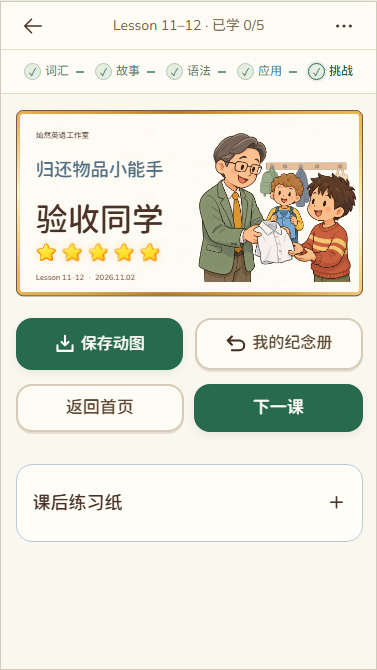 Lesson 11–12 · 已学 0/5
词汇 故事 语法 应用 挑战
灿然英语工作室
归还物品小能手
验收同学
Lesson 11–12 · 2026.11.02
保存动图
我的纪念册
返回首页
下一课
课后练习纸